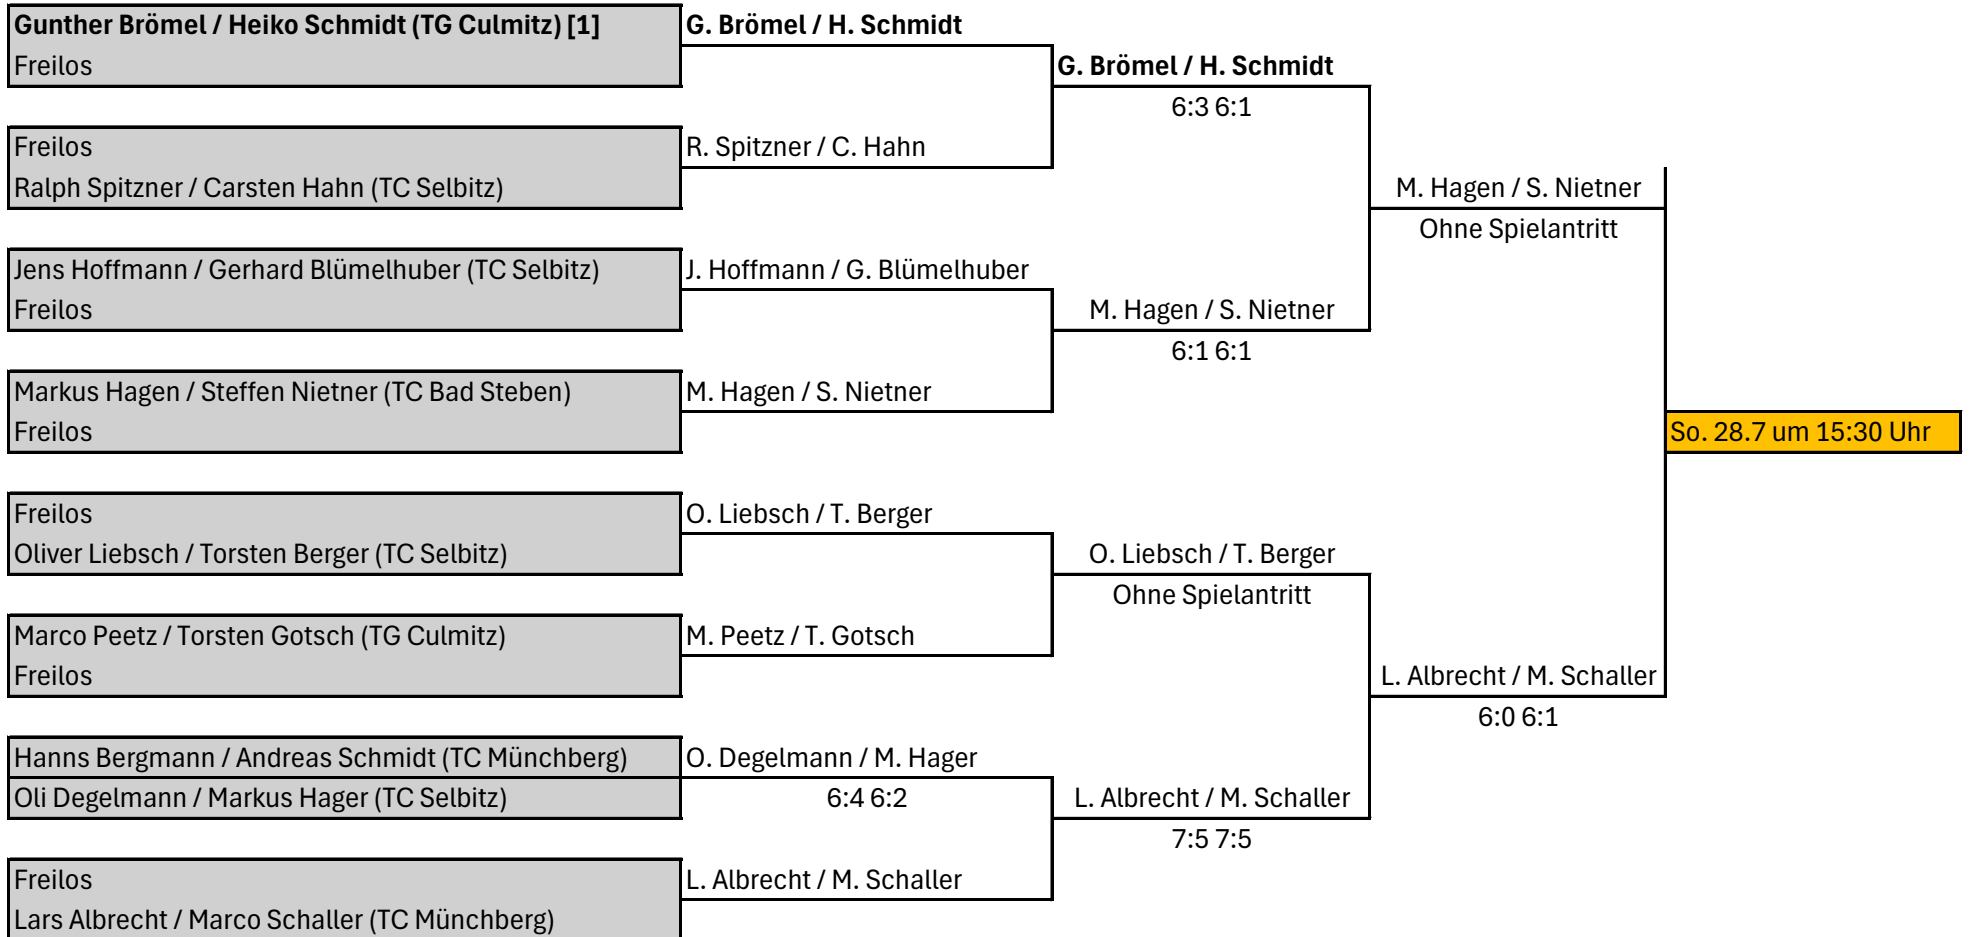 Gunther Brömel / Heiko Schmidt (TG Culmitz) [1]
G. Brömel / H. Schmidt
Freilos
G. Brömel / H. Schmidt
6:3 6:1
Freilos
R. Spitzner / C. Hahn
Ralph Spitzner / Carsten Hahn (TC Selbitz)
M. Hagen / S. Nietner
Ohne Spielantritt
Jens Hoffmann / Gerhard Blümelhuber (TC Selbitz)
J. Hoffmann / G. Blümelhuber
Freilos
M. Hagen / S. Nietner
6:1 6:1
Markus Hagen / Steffen Nietner (TC Bad Steben)
M. Hagen / S. Nietner
Freilos
So. 28.7 um 15:30 Uhr
Freilos
O. Liebsch / T. Berger
Oliver Liebsch / Torsten Berger (TC Selbitz)
O. Liebsch / T. Berger
Ohne Spielantritt
Marco Peetz / Torsten Gotsch (TG Culmitz)
M. Peetz / T. Gotsch
Freilos
L. Albrecht / M. Schaller
6:0 6:1
Hanns Bergmann / Andreas Schmidt (TC Münchberg)
O. Degelmann / M. Hager
Oli Degelmann / Markus Hager (TC Selbitz)
6:4 6:2
L. Albrecht / M. Schaller
7:5 7:5
Freilos
L. Albrecht / M. Schaller
Lars Albrecht / Marco Schaller (TC Münchberg)